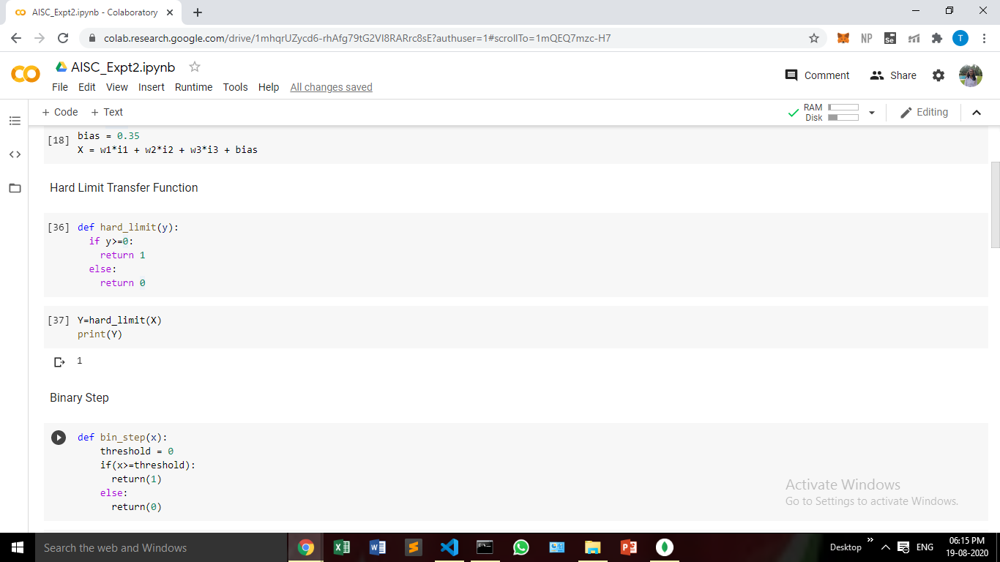 AISC_Expt2.ipynb - Colaboratory
colab.research.google.com/drive/1mhqrUZycd6-rhAfg79tG2Vl8RARrc8sE?authuser=1#scrollTo=1mQEQ7mzc-H7
NP
Se
T
AISC_Expt2.ipynb
File Edit View Insert Runtime Tools Help All changes saved
Comment
Share
+ Code + Text
RAM
Disk
Editing
[18] bias = 0.35
X = w1*i1 + w2*i2 + w3*i3 + bias
Hard Limit Transfer Function
[36] def hard_limit(y):
if y>=0:
return 1
else:
return 0
[37] Y=hard_limit(X)
print(Y)
1
Binary Step
def bin_step(x):
threshold = 0
if(x>=threshold):
return(1)
else:
return(0)
Activate Windows
Go to Settings to activate Windows.
Search the web and Windows
Desktop
ENG
06:15 PM
19-08-2020